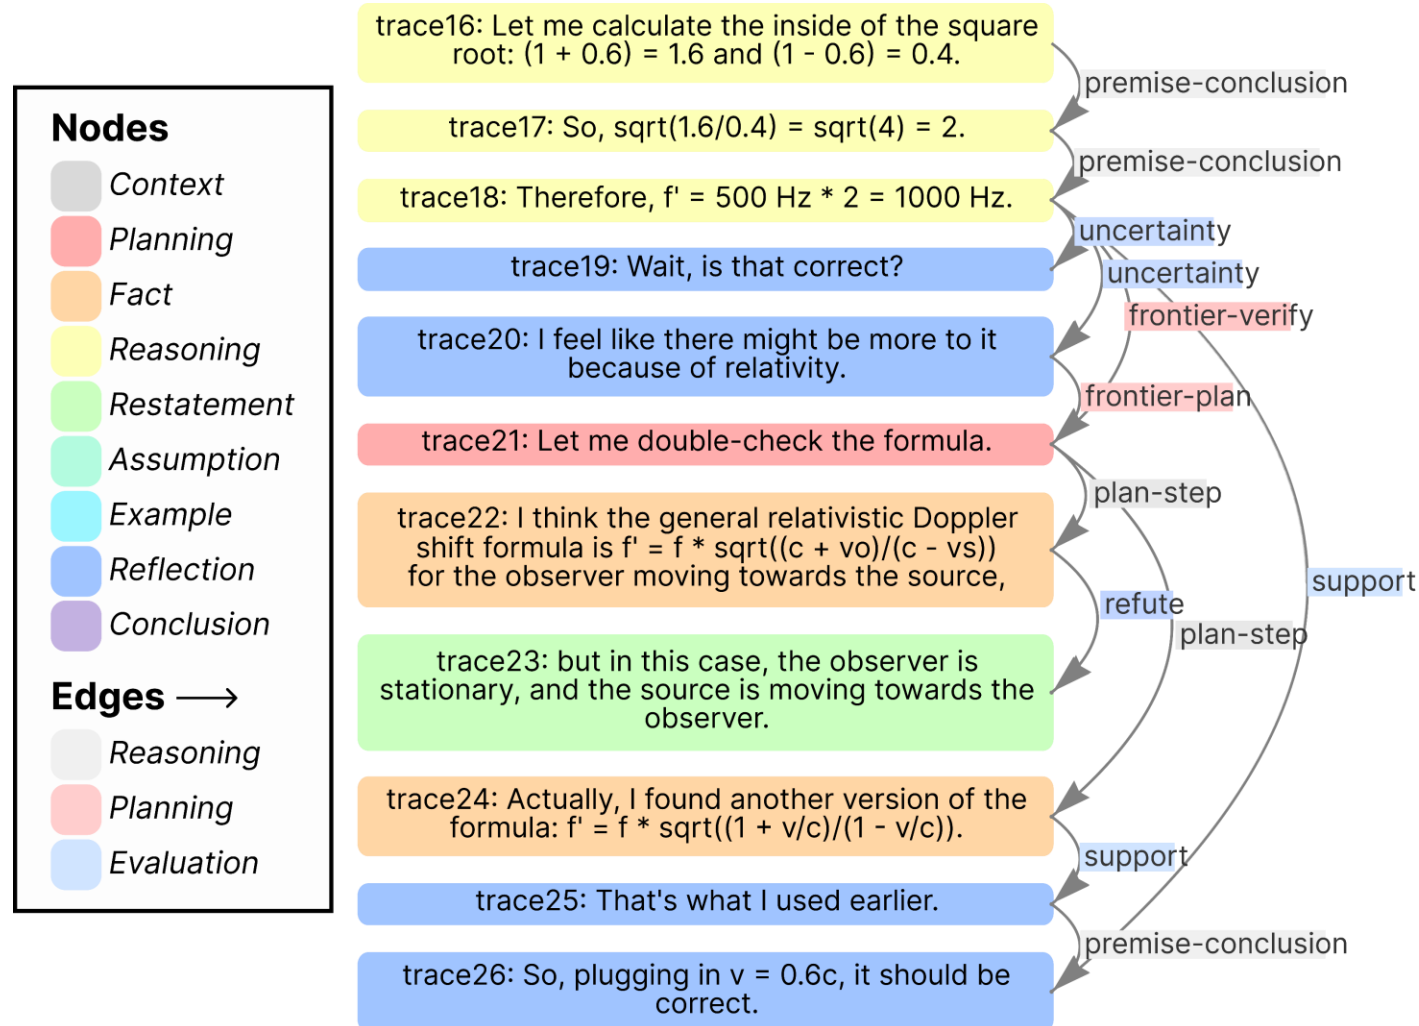 Nodes
Context
Planning
Fact
Reasoning
Restatement
Assumption
Example
Reflection
Conclusion
Edges
Reasoning
Planning
Evaluation
trace16: Let me calculate the inside of the square
root: (1 + 0.6) = 1.6 and (1 - 0.6) = 0.4.
premise-conclusion
trace17: So, sqrt(1.6/0.4) = sqrt(4) = 2.
premise-conclusion
trace18: Therefore, f' = 500 Hz * 2 = 1000 Hz.
uncertainty
trace19: Wait, is that correct?
uncertainty
frontier-verify
trace20: I feel like there might be more to it
because of relativity.
frontier-plan
trace21: Let me double-check the formula.
plan-step
trace22: I think the general relativistic Doppler
shift formula is f' = f * sqrt((c + vo)/(c - vs))
for the observer moving towards the source,
support
refute
plan-step
trace23: but in this case, the observer is
stationary, and the source is moving towards the
observer.
trace24: Actually, I found another version of the
formula: f' = f * sqrt((1 + v/c)/(1 - v/c)).
support
trace25: That's what I used earlier.
premise-conclusion
trace26: So, plugging in v = 0.6c, it should be
correct.